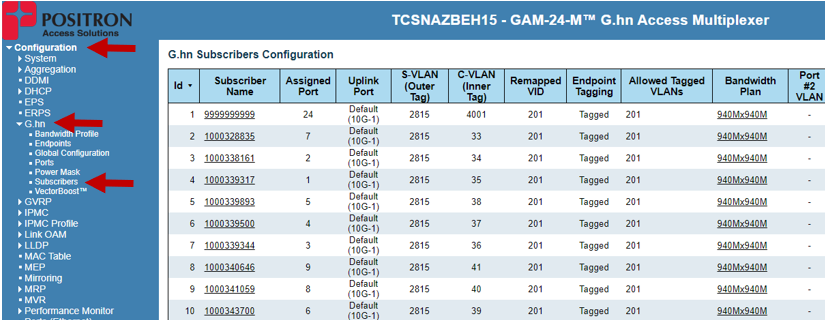 POSITRON
Access Solutions
TCSNAZBEH15 - GAM-24-M™ G.hn Access Multiplexer
Configuration
System
Aggregation
DDMI
DHCP
EPS
ERPS
G.hn
Bandwidth Profile
Endpoints
Global Configuration
Ports
Power Mask
Subscribers
VectorBoost™
GVRP
IPMC
IPMC Profile
Link OAM
LLDP
MAC Table
MEP
Mirroring
MRP
MVR
Performance Monitor
G.hn Subscribers Configuration
Id Subscriber Name Assigned Port Uplink Port S-VLAN (Outer Tag) C-VLAN (Inner Tag) Remapped VID Endpoint Tagging Allowed Tagged VLANs Bandwidth Plan Port #2 VLAN
1 9999999999 24 Default (10G-1) 2815 4001 201 Tagged 201 940Mx940M -
2 1000328835 7 Default (10G-1) 2815 33 201 Tagged 201 940Mx940M -
3 1000338161 2 Default (10G-1) 2815 34 201 Tagged 201 940Mx940M -
4 1000339317 1 Default (10G-1) 2815 35 201 Tagged 201 940Mx940M -
5 1000339893 5 Default (10G-1) 2815 38 201 Tagged 201 940Mx940M -
6 1000339500 4 Default (10G-1) 2815 37 201 Tagged 201 940Mx940M -
7 1000339344 3 Default (10G-1) 2815 36 201 Tagged 201 940Mx940M -
8 1000340646 9 Default (10G-1) 2815 41 201 Tagged 201 940Mx940M -
9 1000341059 8 Default (10G-1) 2815 40 201 Tagged 201 940Mx940M -
10 1000343700 6 Default (10G-1) 2815 39 201 Tagged 201 940Mx940M -